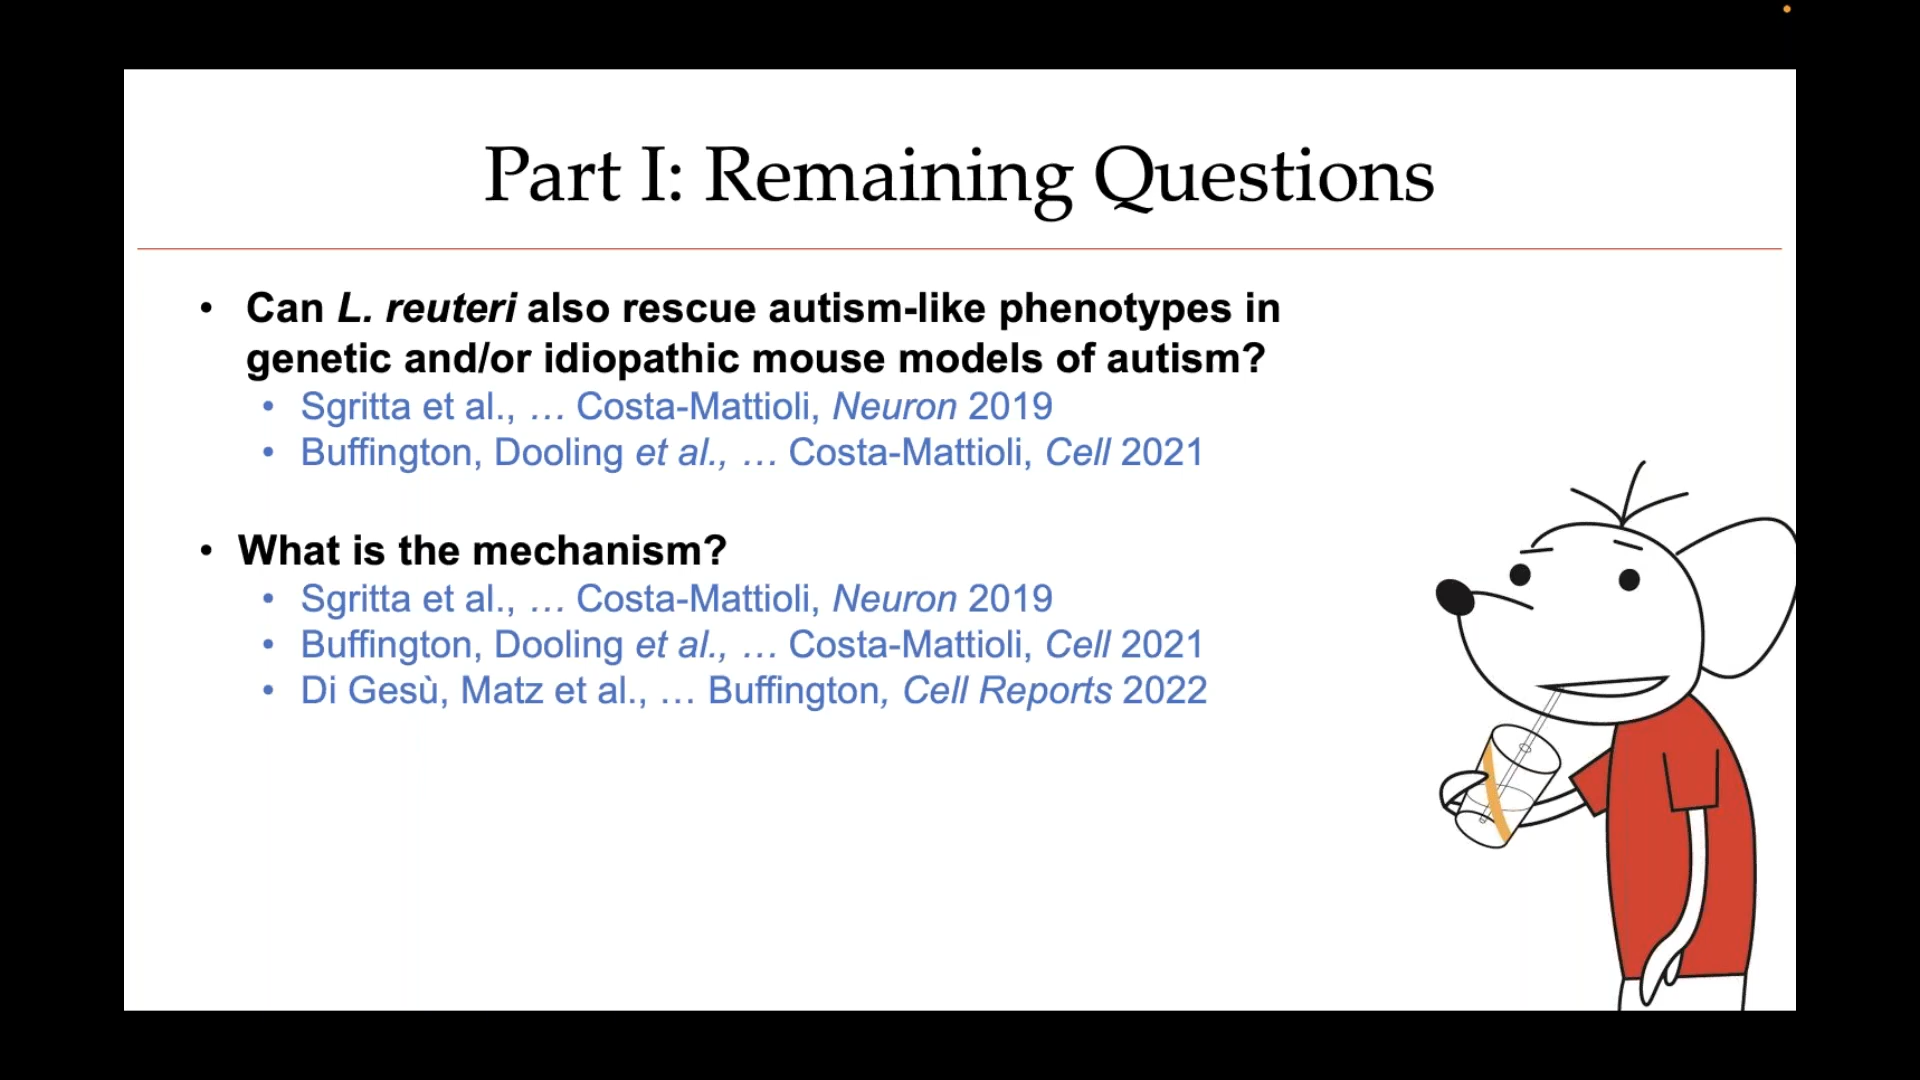 Part I: Remaining Questions
• Can L. reuteri also rescue autism-like phenotypes in
genetic and/or idiopathic mouse models of autism?
• Sgritta et al., … Costa-Mattioli, Neuron 2019
• Buffington, Dooling et al., … Costa-Mattioli, Cell 2021
• What is the mechanism?
• Sgritta et al., … Costa-Mattioli, Neuron 2019
• Buffington, Dooling et al., … Costa-Mattioli, Cell 2021
• Di Gesù, Matz et al., … Buffington, Cell Reports 2022